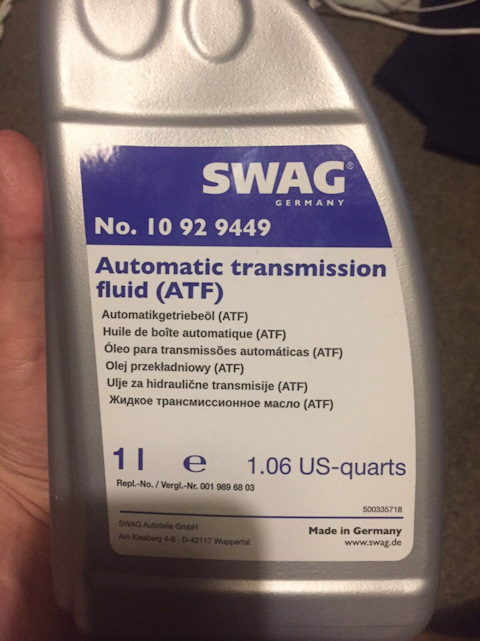 SWAG®
GERMANY
No. 10 92 9449
Automatic transmission
fluid (ATF)
Automatikgetriebeöl (ATF)
Huile de boîte automatique (ATF)
Óleo para transmissões automáticas (ATF)
Olej przekładniowy (ATF)
Ulje za hidraulične transmisije (ATF)
Жидкое трансмиссионное масло (ATF)
1 l e 1.06 US-quarts
Repl.-No. / Vergl.-Nr. 001 989 68 03
500335718
SWAG Autoteile GmbH
Made in Germany
Am Kiesberg 4-6 · D-42117 Wuppertal
www.swag.de